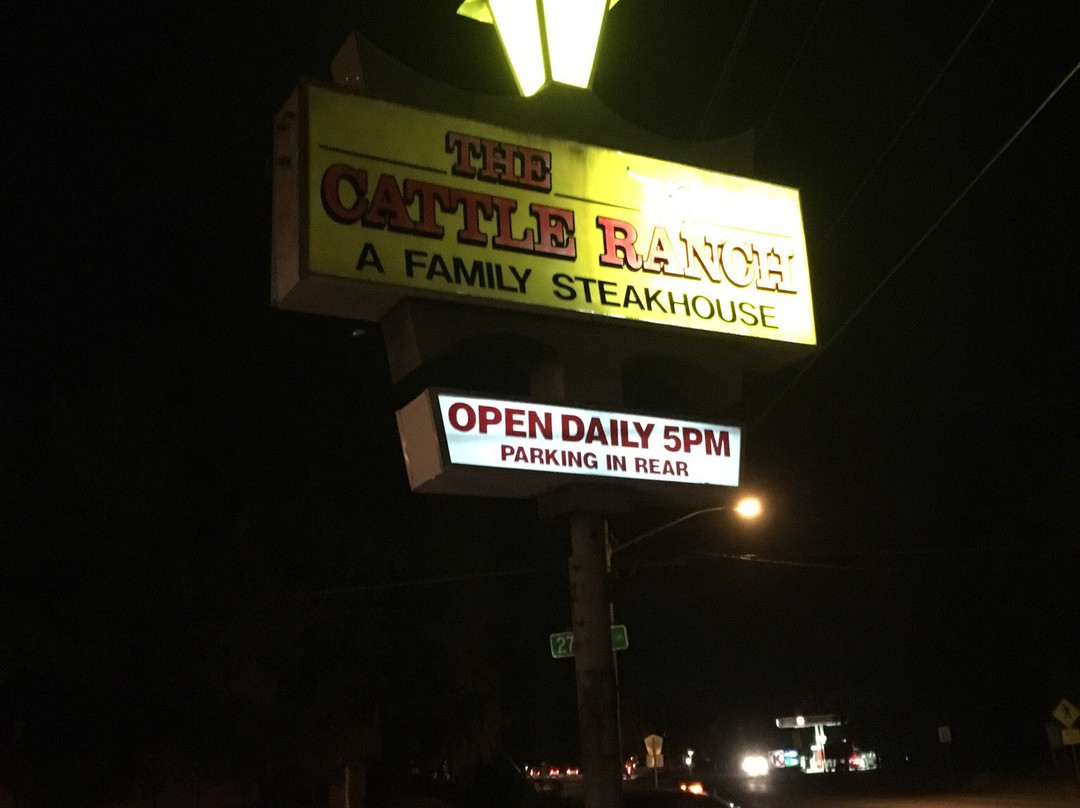 THE
CATTLE RANCH
A FAMILY STEAKHOUSE
OPEN DAILY 5PM
PARKING IN REAR
27